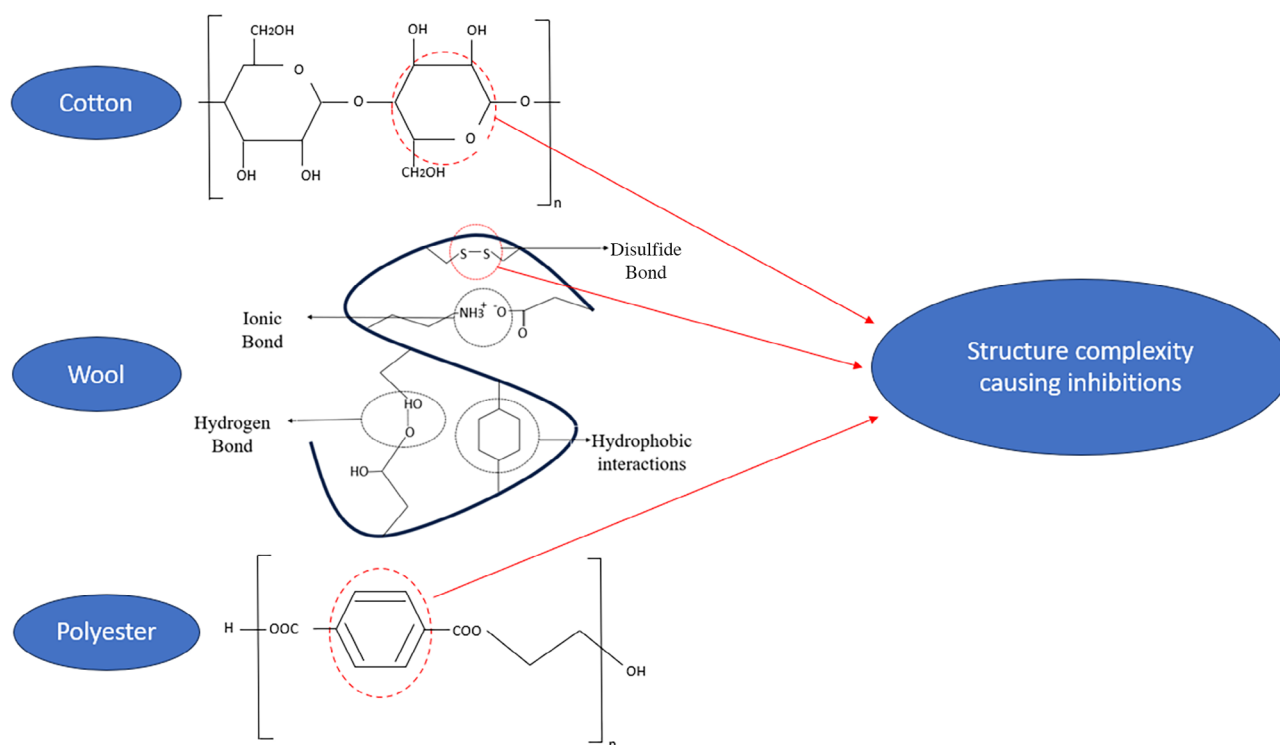 Cotton
CH2OH
O
OH
OH
O
OH
OH
O
CH2OH
O
n
Wool
S–S
Disulfide
Bond
Ionic
Bond
NH3+ -O
O
Hydrogen
Bond
HO
O
HO
Hydrophobic
interactions
Structure complexity
causing inhibitions
Polyester
H
OOC
COO
OH
n